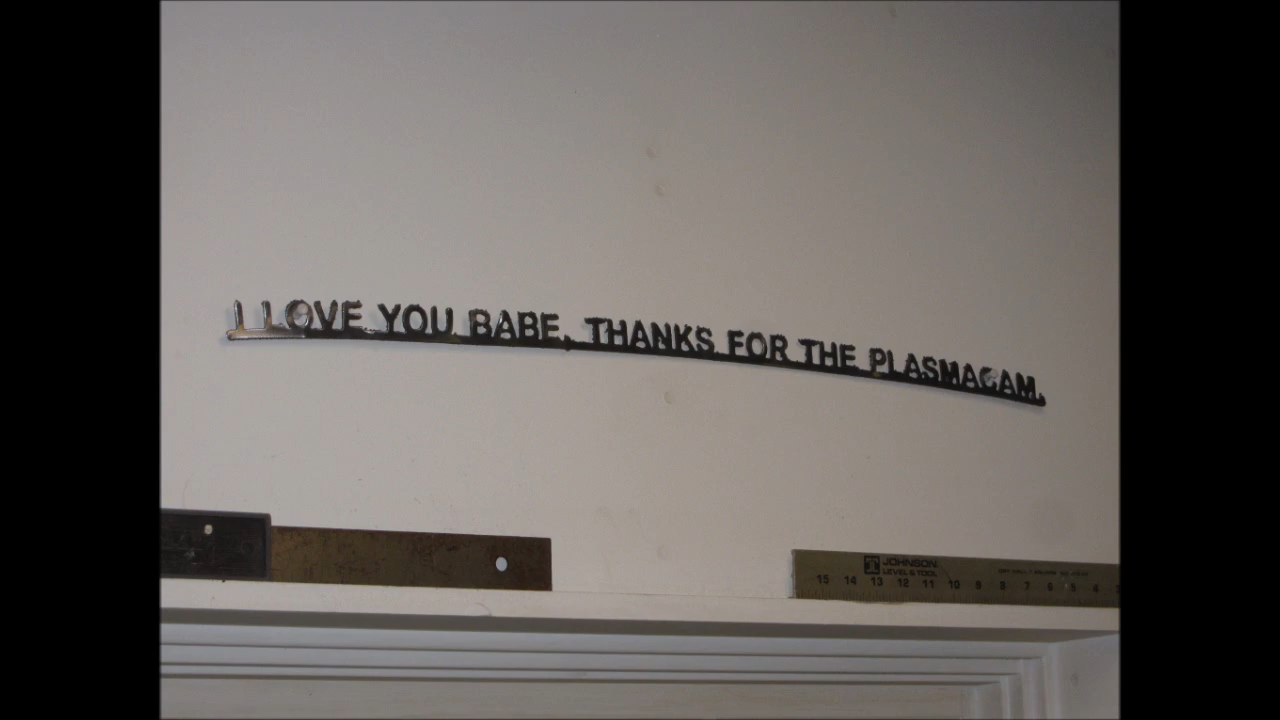 I LOVE YOU BABE, THANKS FOR THE PLASMACAM.
JOHNSON
LEVEL & TOOL
15 14 13 12 11 10 9 8 7 6 5 4